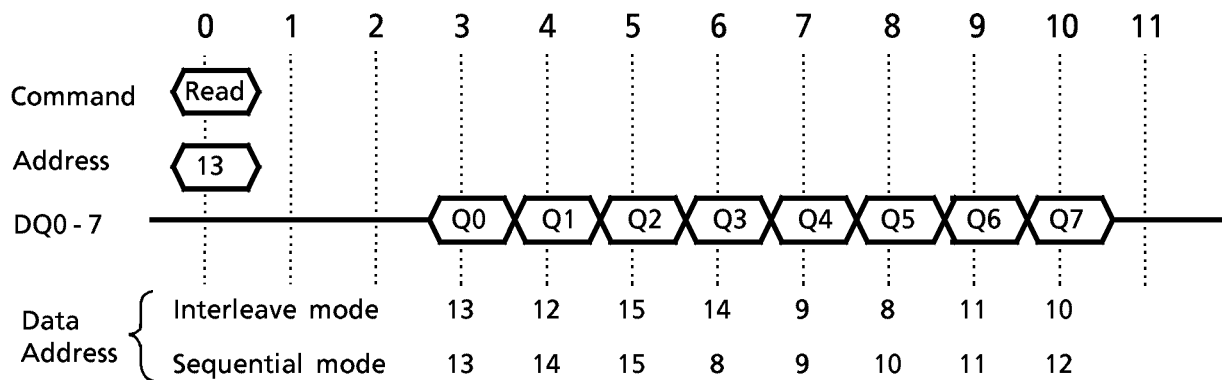 0 1 2 3 4 5 6 7 8 9 10 11
Command Read
Address 13
DQ0 - 7 Q0 Q1 Q2 Q3 Q4 Q5 Q6 Q7
Data Address
Interleave mode 13 12 15 14 9 8 11 10
Sequential mode 13 14 15 8 9 10 11 12